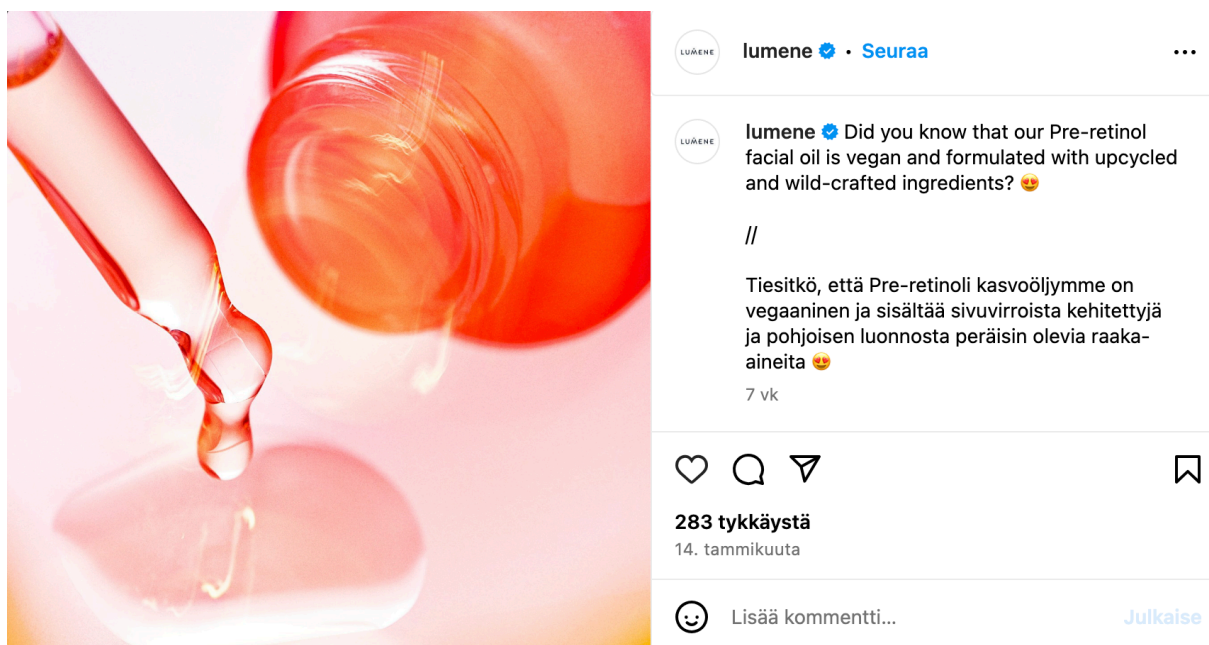 LUMENE
lumene • Seuraa
LUMENE
lumene Did you know that our Pre-retinol
facial oil is vegan and formulated with upcycled
and wild-crafted ingredients? 😍
//
Tiesitkö, että Pre-retinoli kasvoöljymme on
vegaaninen ja sisältää sivuvirroista kehitettyjä
ja pohjoisen luonnosta peräisin olevia raaka-
aineita 😍
7 vk
283 tykkäystä
14. tammikuuta
Lisää kommentti...
Julkaise